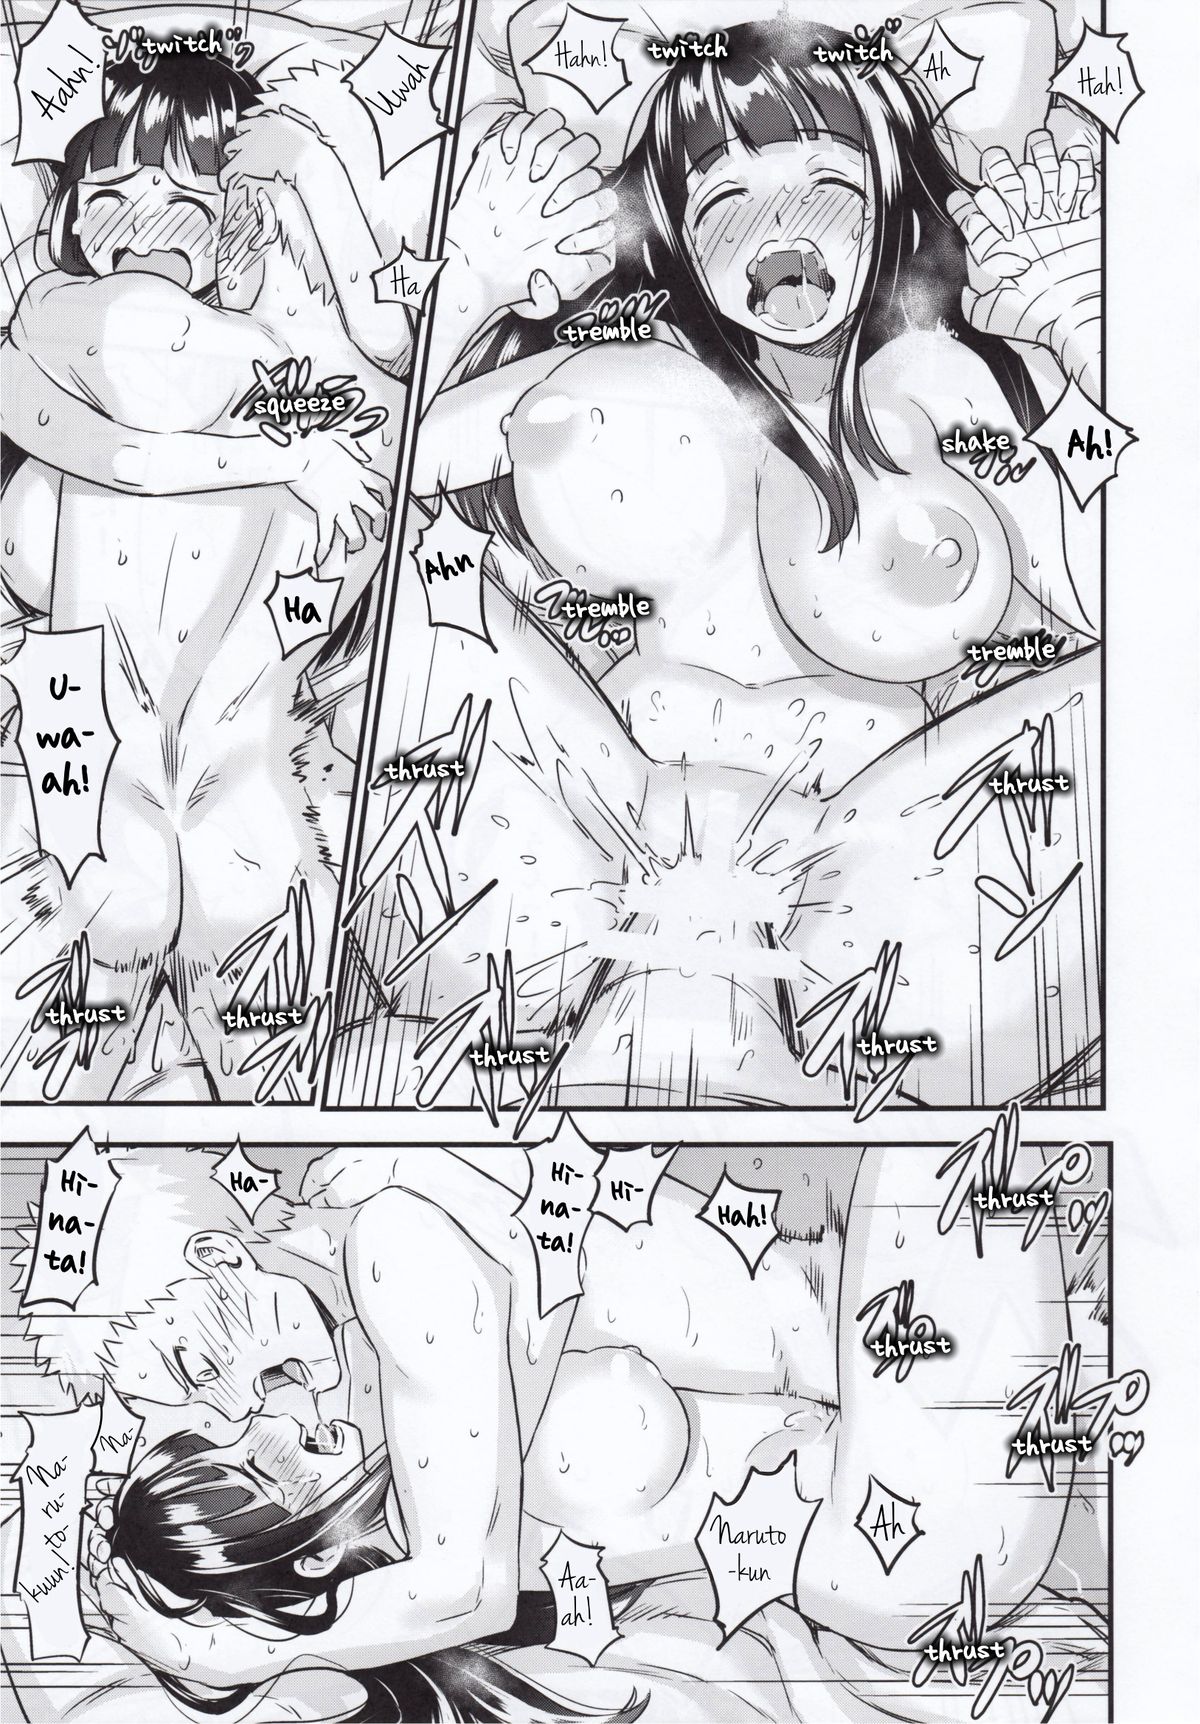 Hah!
Ah
twitch
twitch
Hahn!
tremble
shake
Ah!
Ahn
tremble
tremble
thrust
thrust
thrust
thrust
Uwah
twitch
Aahn!
Ha
squeeze
Ha
U-
wa-
ah!
thrust
thrust
thrust
thrust
thrust
Hah!
Hi-
Hi-
na-
ta!
Ah
Naruto
-kun
thrust
Aa-
ah!
Ha-
Hi-
na-
ta!
Na-
Na-
ru-
to-
kuun!